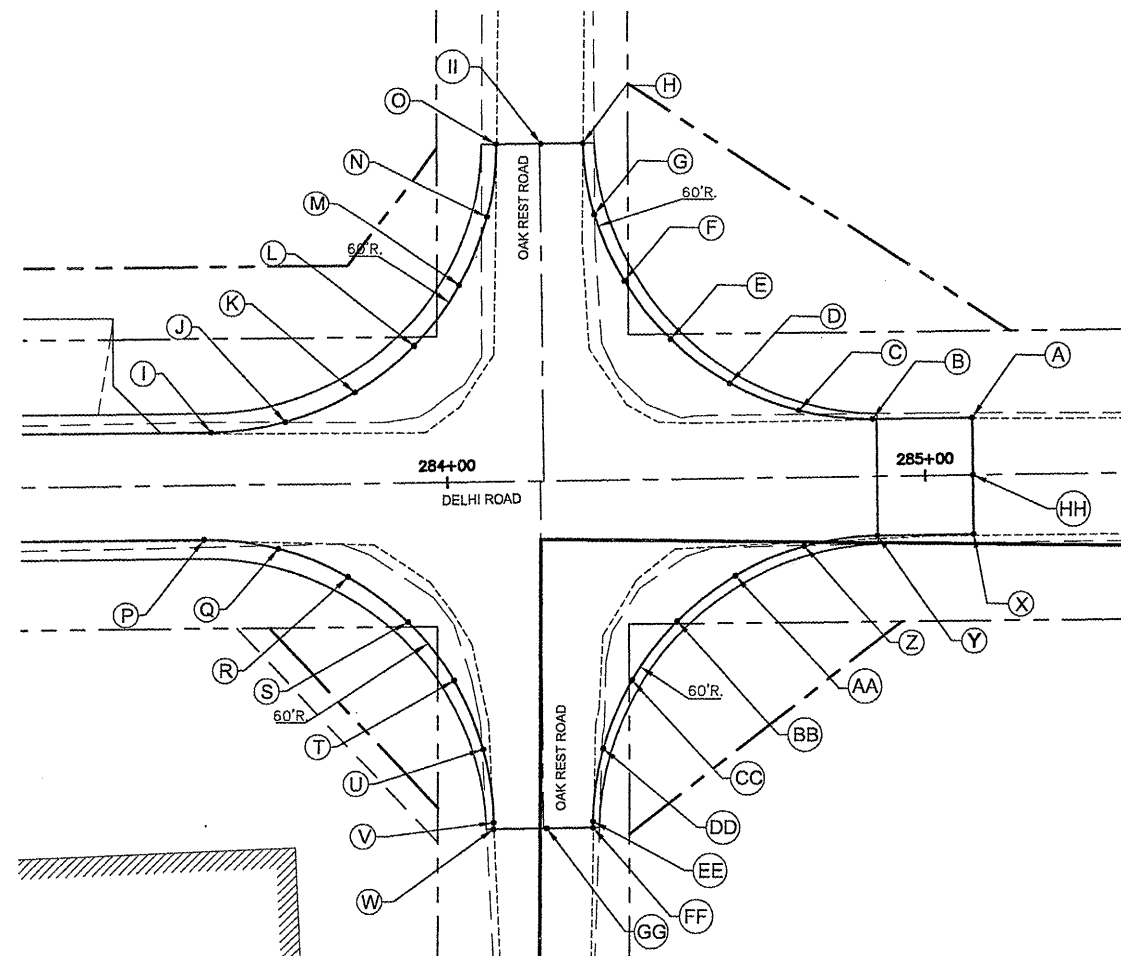 II
H
O
OAK REST ROAD
N
G
60'R.
M
F
L
60'R.
E
K
D
J
C
I
B
A
284+00
285+00
DELHI ROAD
HH
P
Q
R
S
60'R.
T
U
V
W
OAK REST ROAD
X
Y
Z
AA
60'R.
BB
CC
DD
EE
FF
GG